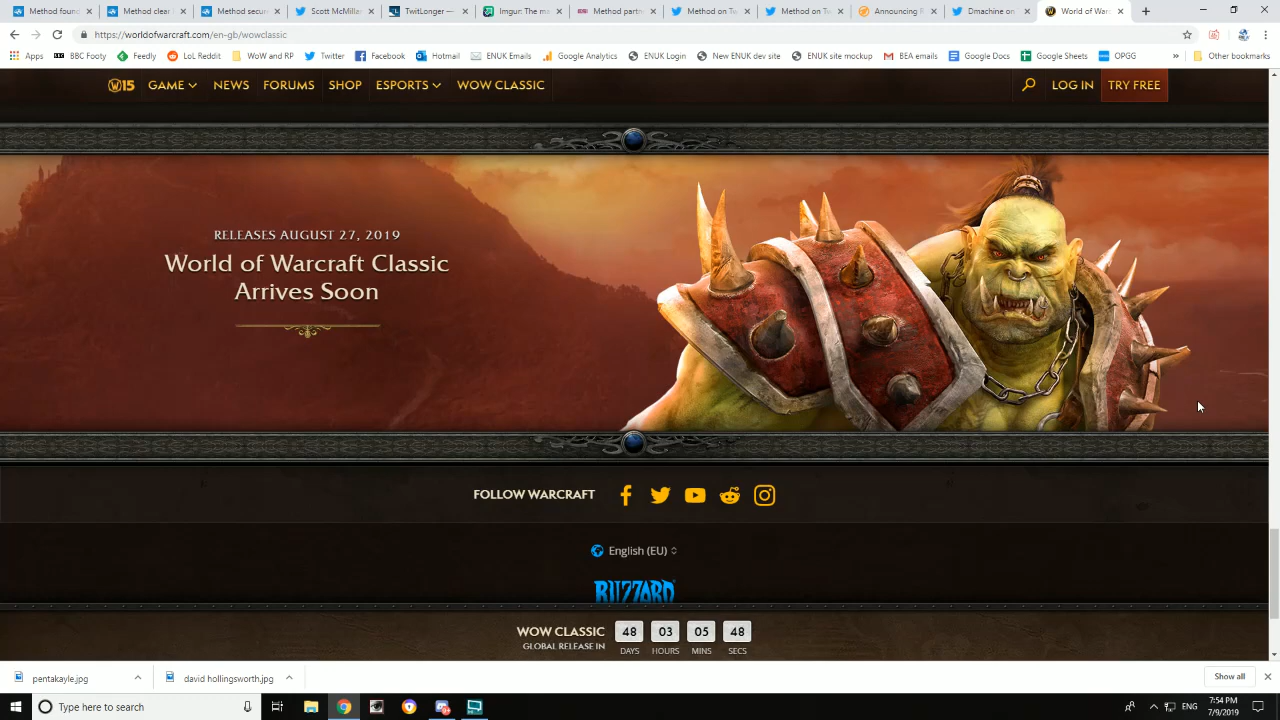 Method found
Method clear
Method secur
Scott McMilla
TwitLonger —
Imgur: The ma
Method partn
Method on Tw
Method on Tw
Announcing F
Dmachine on
World of War
https://worldofwarcraft.com/en-gb/wowclassic
Apps
BBC Footy
Feedly
LoL Reddit
WoW and RP
Twitter
Facebook
Hotmail
ENUK Emails
Google Analytics
ENUK Login
New ENUK dev site
ENUK site mockup
BEA emails
Google Docs
Google Sheets
OPGG
»
Other bookmarks
W15
GAME
NEWS
FORUMS
SHOP
ESPORTS
WOW CLASSIC
LOG IN
TRY FREE
RELEASES AUGUST 27, 2019
World of Warcraft Classic
Arrives Soon
FOLLOW WARCRAFT
English (EU)
BLIZZARD
WOW CLASSIC
GLOBAL RELEASE IN
48 03 05 48
DAYS HOURS MINS SECS
pentakayle.jpg
david hollingsworth.jpg
Show all
Type here to search
ENG
7:54 PM
7/9/2019